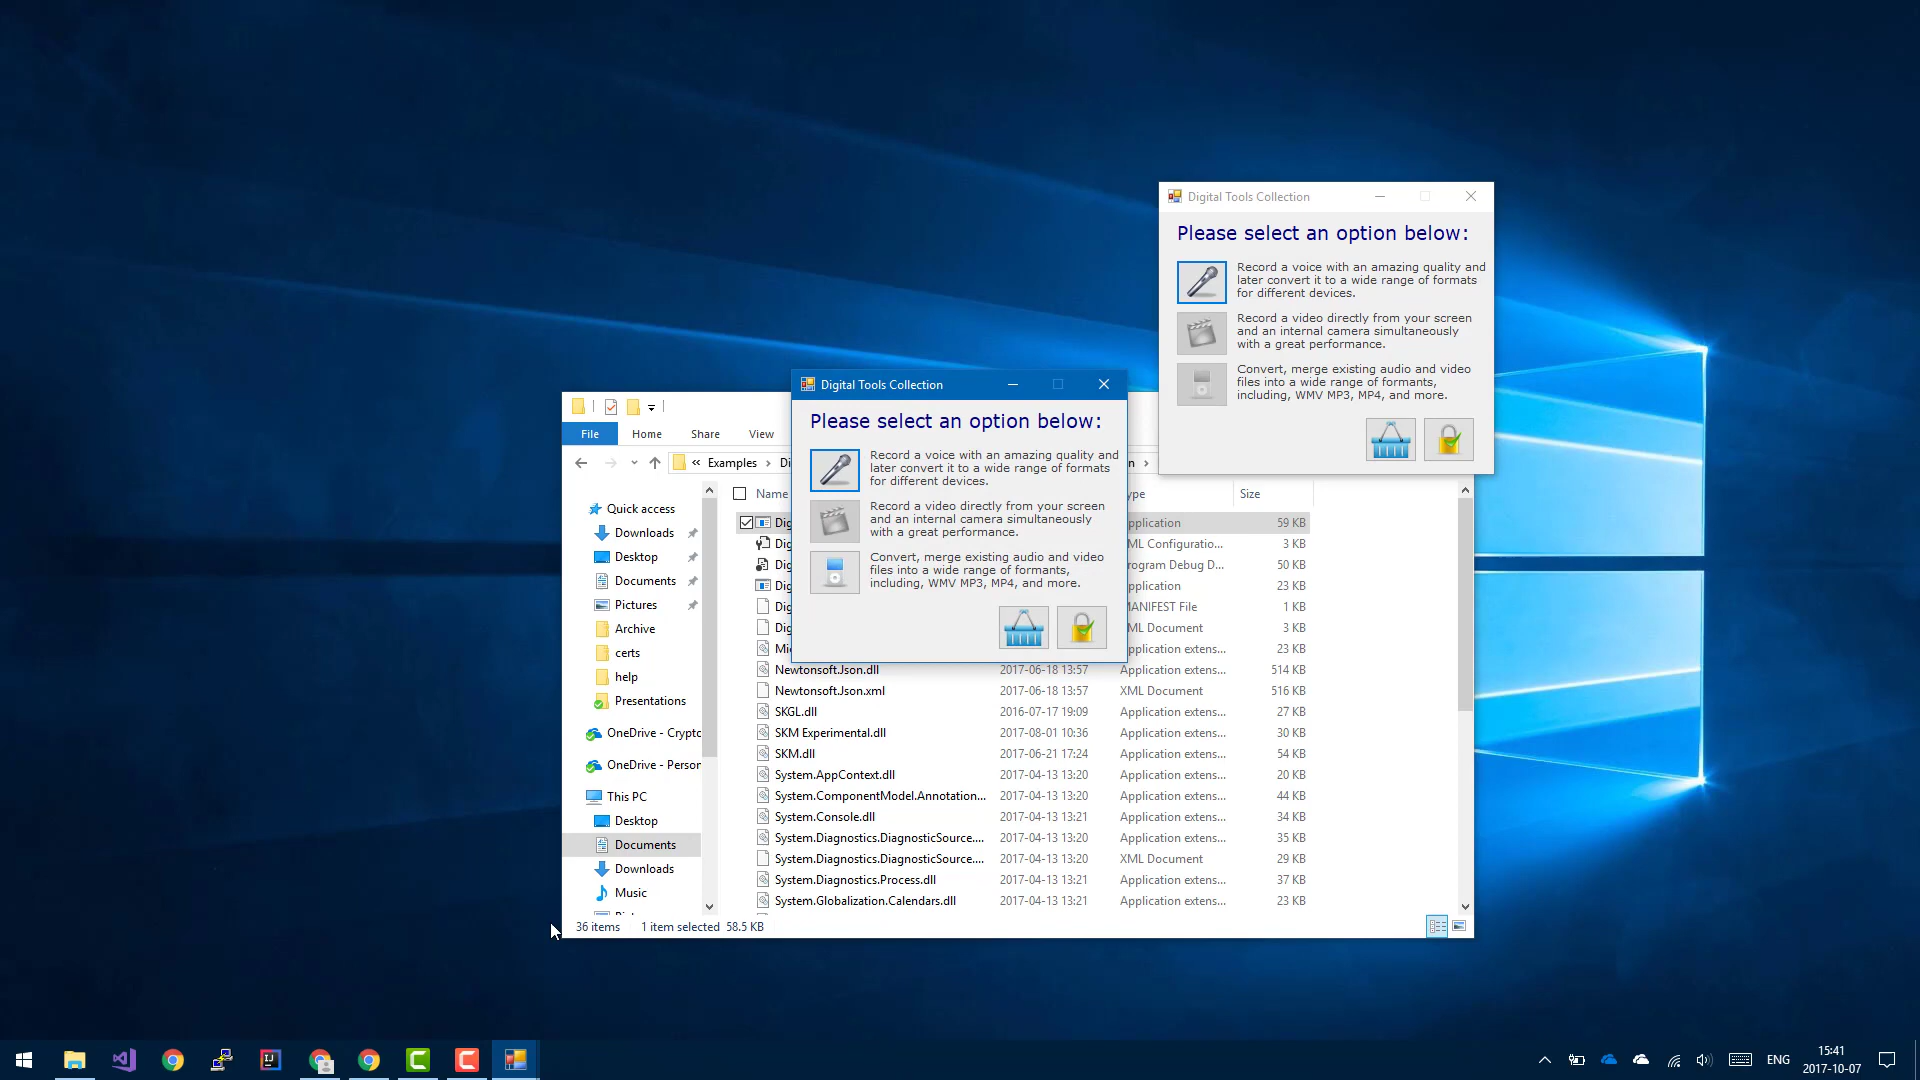 Digital Tools Collection
Please select an option below:
Record a voice with an amazing quality and
later convert it to a wide range of formats
for different devices.
Record a video directly from your screen
and an internal camera simultaneously
with a great performance.
Convert, merge existing audio and video
files into a wide range of formants,
including, WMV MP3, MP4, and more.
Digital Tools Collection
Please select an option below:
Record a voice with an amazing quality and
later convert it to a wide range of formats
for different devices.
Record a video directly from your screen
and an internal camera simultaneously
with a great performance.
Convert, merge existing audio and video
files into a wide range of formants,
including, WMV MP3, MP4, and more.
File Home Share View
« Examples › Di
n ›
Name ype Size
Quick access
Downloads
Desktop
Documents
Pictures
Archive
certs
help
Presentations
OneDrive - Crypto
OneDrive - Person
This PC
Desktop
Documents
Downloads
Music
Dig pplication 59 KB
Dig ML Configuratio... 3 KB
Dig rogram Debug D... 50 KB
Dig pplication 23 KB
Dig MANIFEST File 1 KB
Dig ML Document 3 KB
Mic pplication extens... 23 KB
Newtonsoft.Json.dll 2017-06-18 13:57 Application extens... 514 KB
Newtonsoft.Json.xml 2017-06-18 13:57 XML Document 516 KB
SKGL.dll 2016-07-17 19:09 Application extens... 27 KB
SKM Experimental.dll 2017-08-01 10:36 Application extens... 30 KB
SKM.dll 2017-06-21 17:24 Application extens... 54 KB
System.AppContext.dll 2017-04-13 13:20 Application extens... 20 KB
System.ComponentModel.Annotation... 2017-04-13 13:20 Application extens... 44 KB
System.Console.dll 2017-04-13 13:21 Application extens... 34 KB
System.Diagnostics.DiagnosticSource.... 2017-04-13 13:20 Application extens... 35 KB
System.Diagnostics.DiagnosticSource.... 2017-04-13 13:20 XML Document 29 KB
System.Diagnostics.Process.dll 2017-04-13 13:21 Application extens... 37 KB
System.Globalization.Calendars.dll 2017-04-13 13:21 Application extens... 23 KB
36 items 1 item selected 58.5 KB
IJ
ENG
15:41
2017-10-07